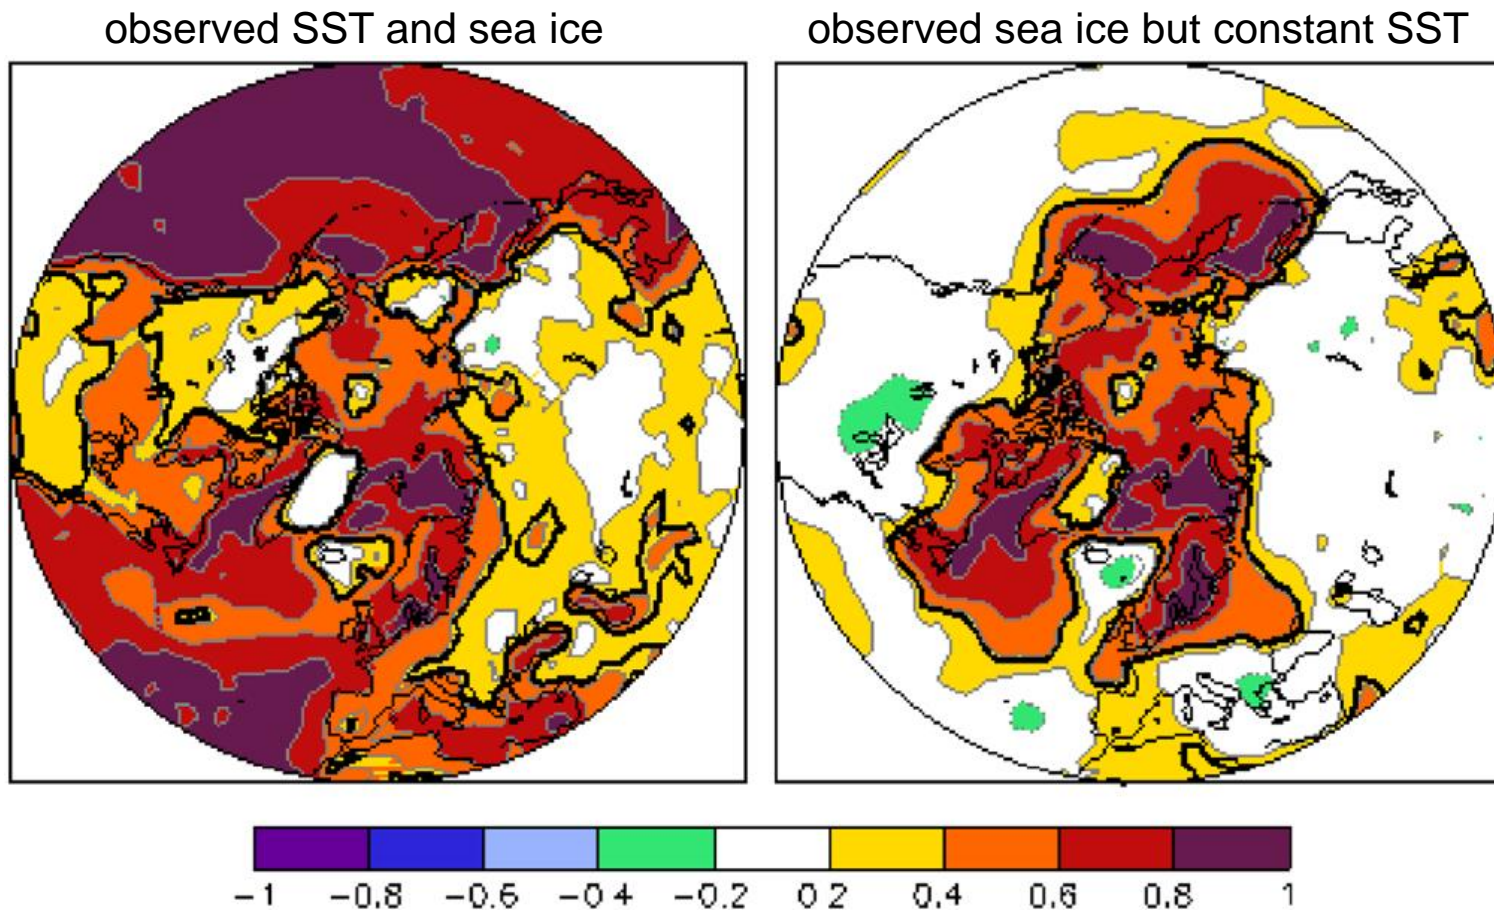 observed SST and sea ice
observed sea ice but constant SST
−1 −0.8 −0.6 −0 4 −0.2 0 2 0.4 0.6 0.8 1